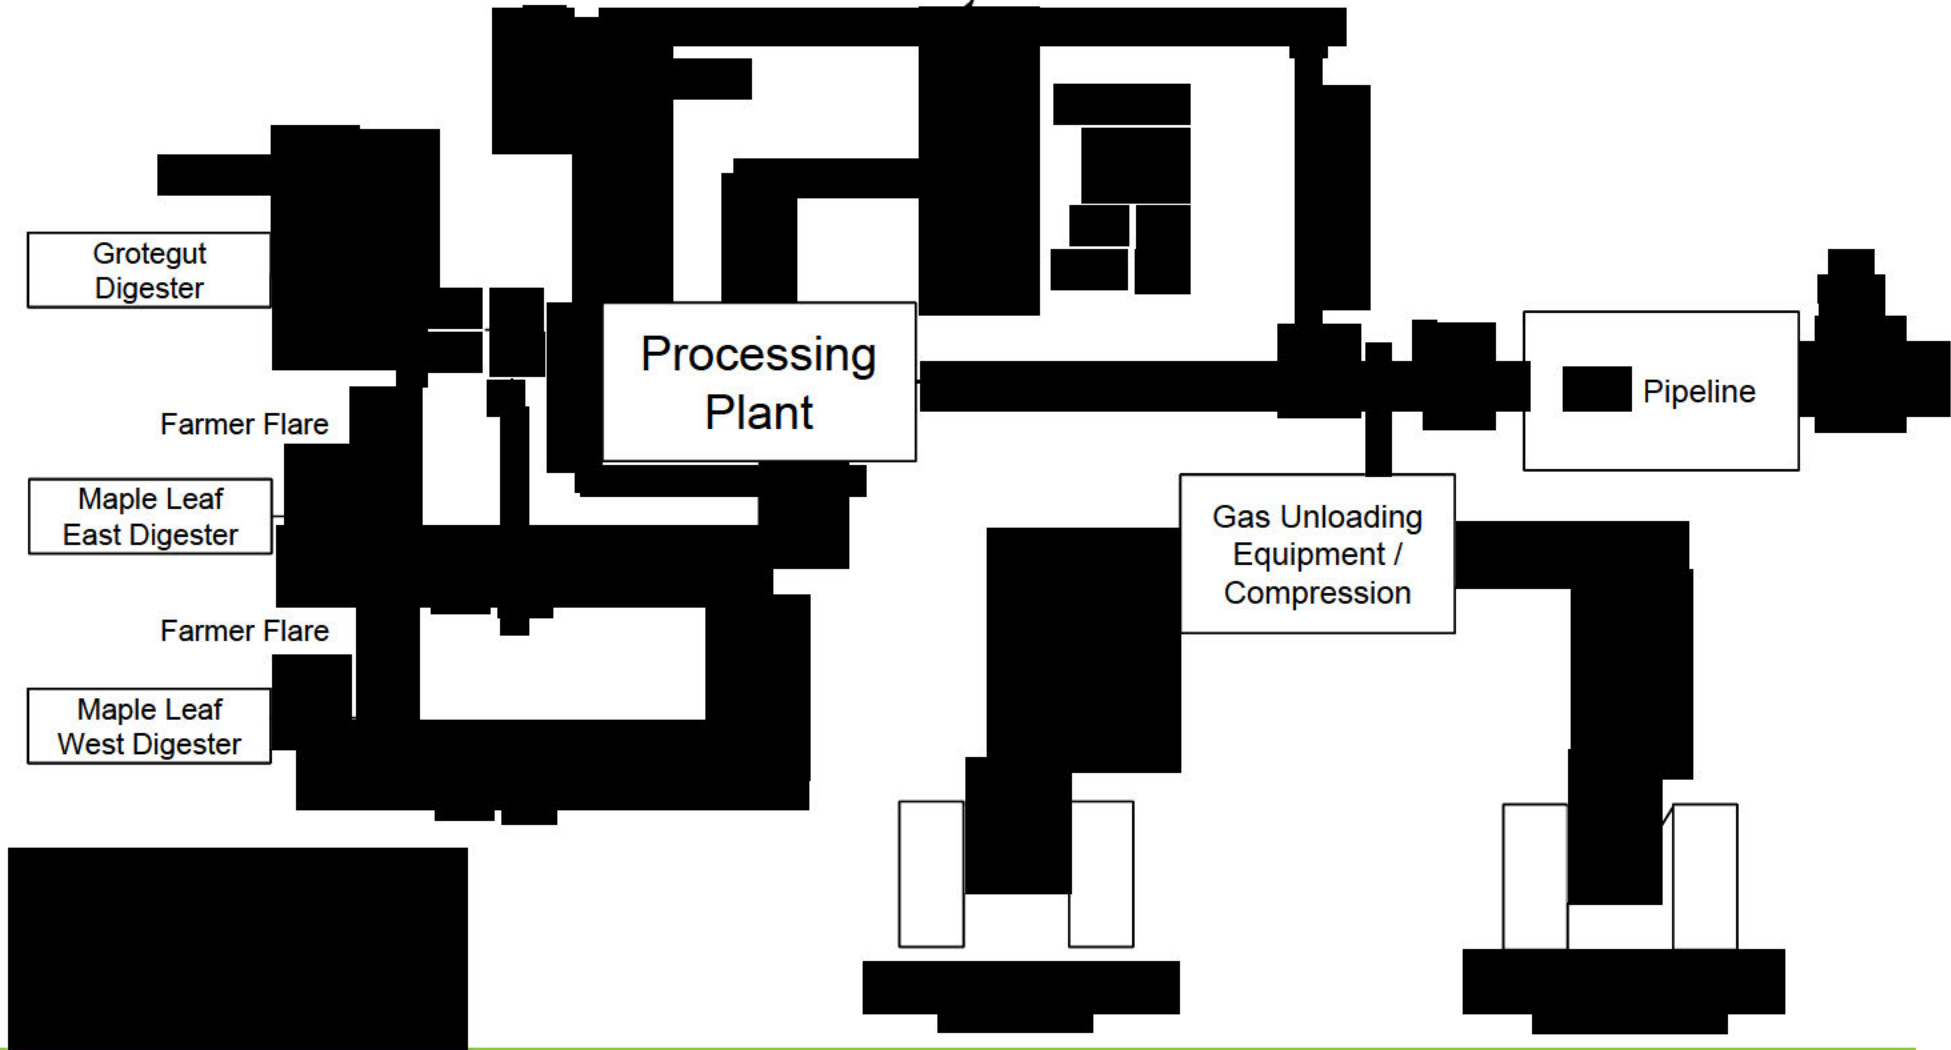 Grotegut
Digester
Processing
Plant
Pipeline
Farmer Flare
Maple Leaf
East Digester
Gas Unloading
Equipment /
Compression
Farmer Flare
Maple Leaf
West Digester